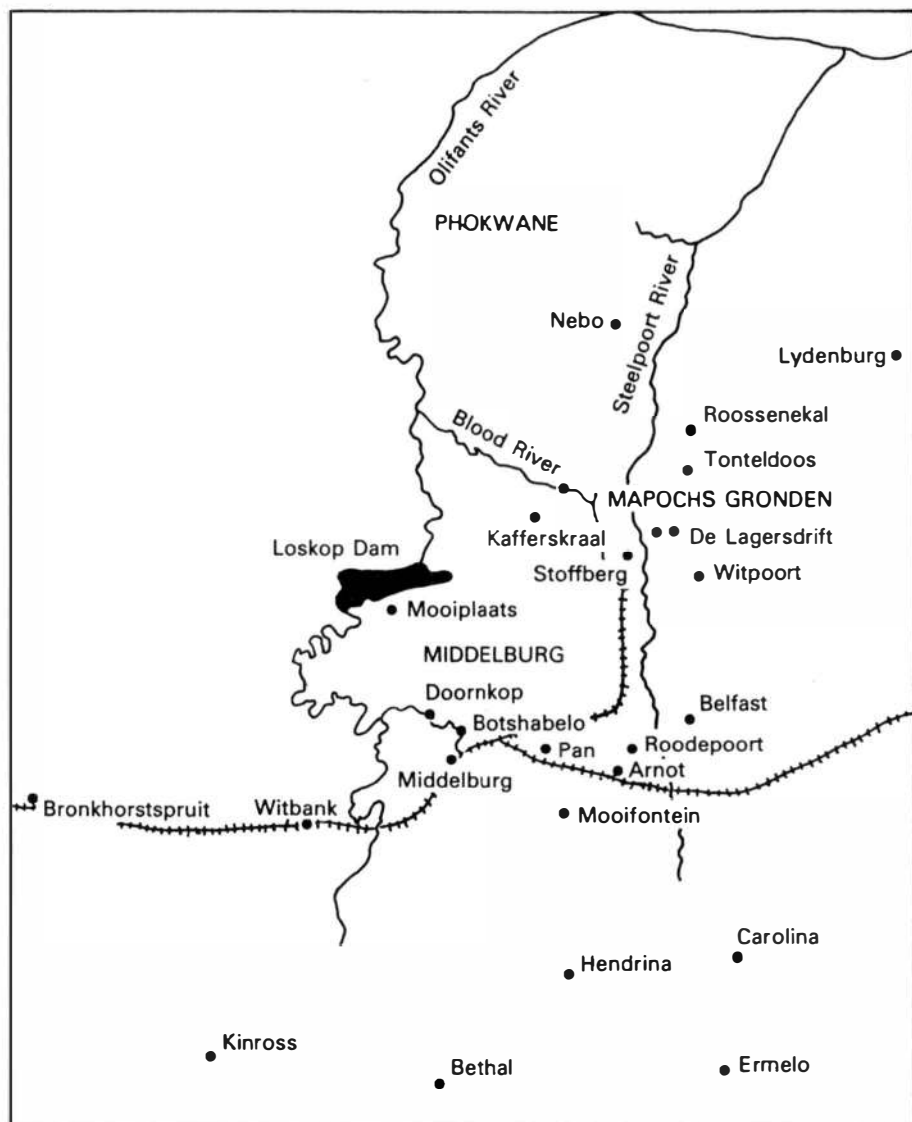 Olifants River
PHOKWANE
Steelpoort River
Nebo
Lydenburg
Roossenekal
Blood River
Tonteldoos
MAPOCHS GRONDEN
Kafferskraal
De Lagersdrift
Loskop Dam
Stoffberg
Witpoort
Mooiplaats
MIDDELBURG
Doornkop
Belfast
Botshabelo
Pan
Roodepoort
Arnot
Middelburg
Bronkhorstspruit
Witbank
Mooifontein
Carolina
Hendrina
Kinross
Bethal
Ermelo